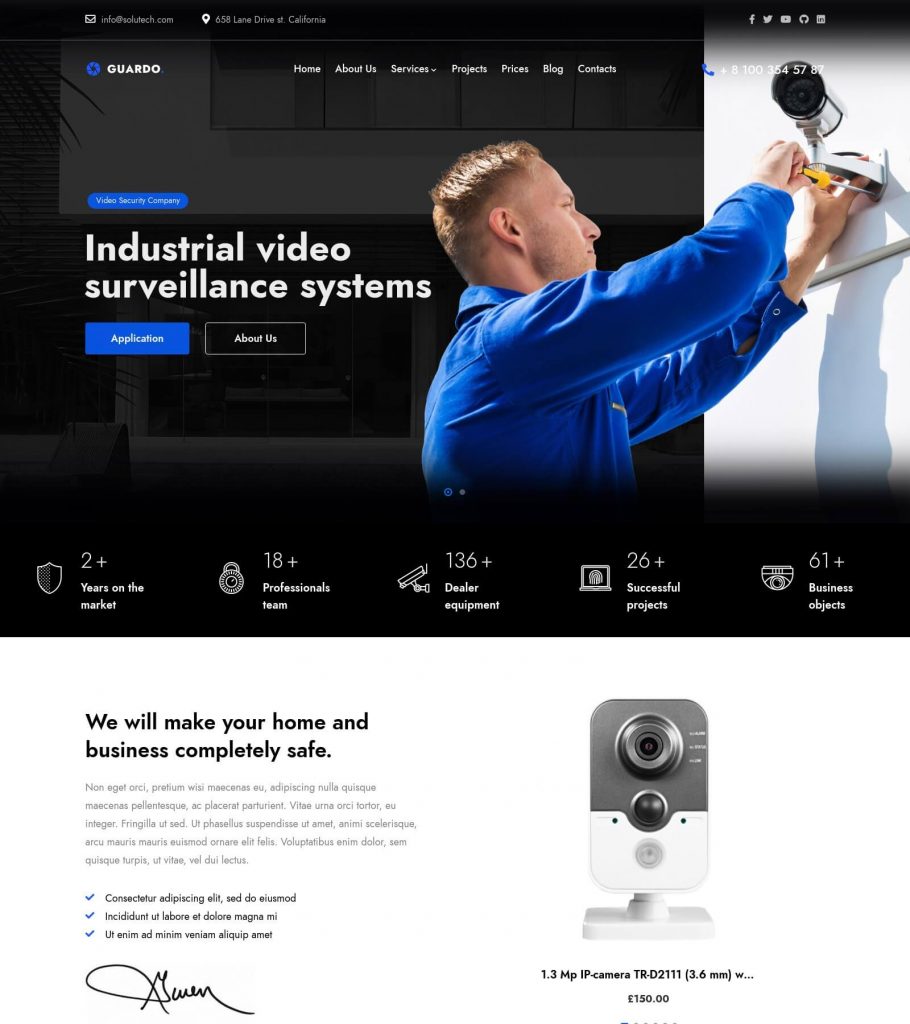 info@solutech.com
658 Lane Drive st. California
GUARDO.
Home About Us Services Projects Prices Blog Contacts
+ 8 100 354 57 87
Video Security Company
Industrial video
surveillance systems
Application
About Us
2 +
Years on the
market
18 +
Professionals
team
136 +
Dealer
equipment
26 +
Successful
projects
61 +
Business
objects
We will make your home and
business completely safe.
Non eget orci, pretium wisi maecenas eu, adipiscing nulla quisque
maecenas pellentesque, ac placerat parturient. Vitae urna orci tortor, eu
integer. Fringilla ut sed. Ut phasellus suspendisse ut amet, animi scelerisque,
arcu mauris mauris euismod ornare elit felis. Voluptatibus enim dolor, sem
quisque turpis, ut vitae, vel dui lectus.
Consectetur adipiscing elit, sed do eiusmod
Incididunt ut labore et dolore magna mi
Ut enim ad minim veniam aliquip amet
ALARM
STATUS
LINK
1.3 Mp IP-camera TR-D2111 (3.6 mm) w...
£150.00